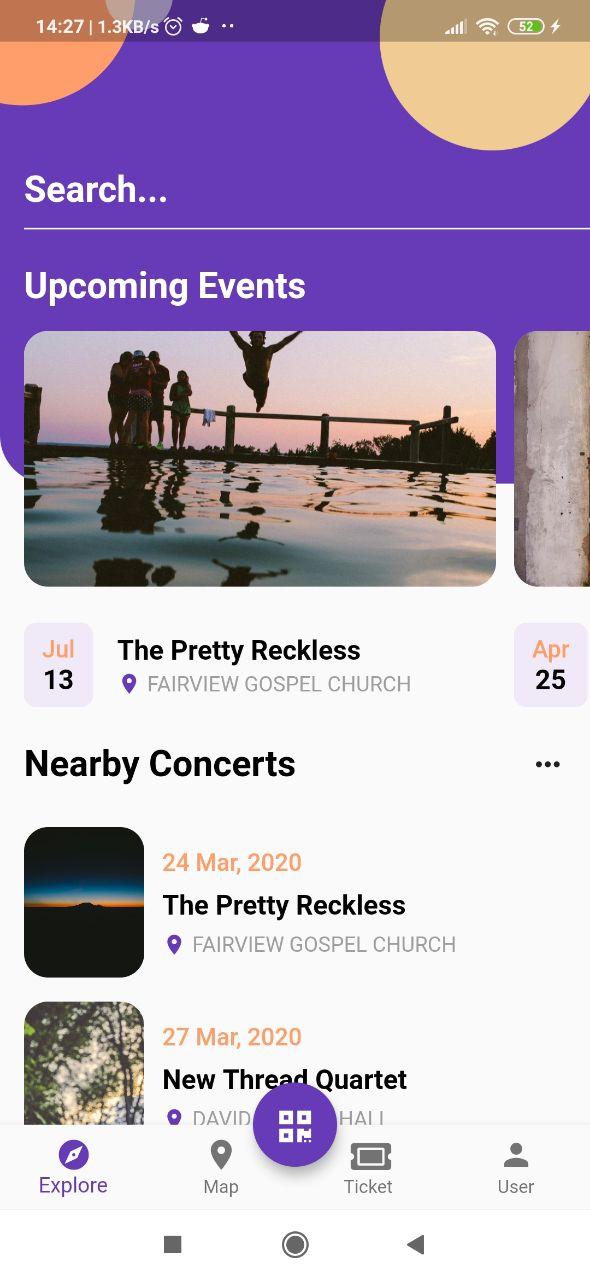 14:27 | 1.3KB/s
52
Search...
Upcoming Events
Jul
13
The Pretty Reckless
FAIRVIEW GOSPEL CHURCH
Apr
25
Nearby Concerts
24 Mar, 2020
The Pretty Reckless
FAIRVIEW GOSPEL CHURCH
27 Mar, 2020
New Thread Quartet
DAVID HALL
Explore
Map
Ticket
User